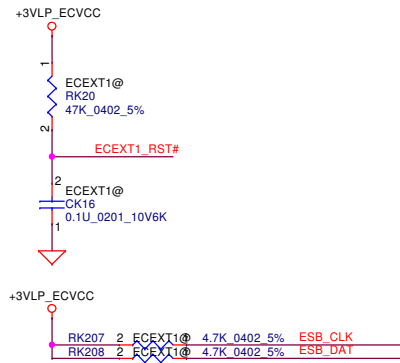 +3VLP_ECVCC
1
ECEXT1@
RK20
47K_0402_5%
2
ECEXT1_RST#
2
ECEXT1@
CK16
0.1U_0201_10V6K
1
+3VLP_ECVCC
RK207 2 ECEXT1@ 4.7K_0402_5% ESB_CLK
RK208 2 ECEXT1@ 4.7K_0402_5% ESB_DAT